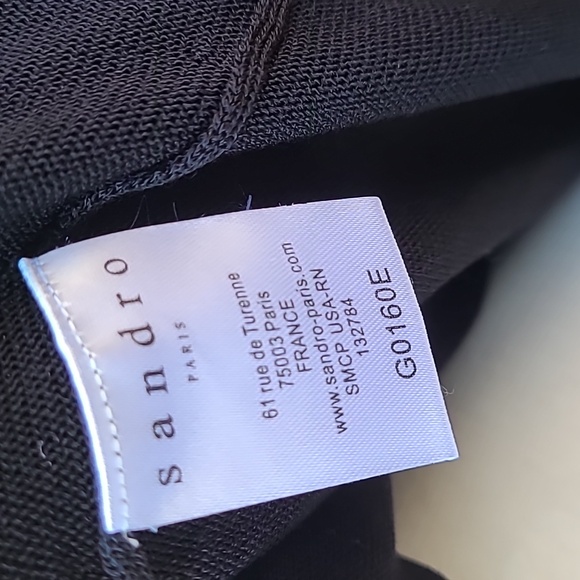 sandro
PARIS
61 rue de Turenne
75003 Paris
FRANCE
www.sandro-paris.com
SMCP USA-RN
132784
G0160E